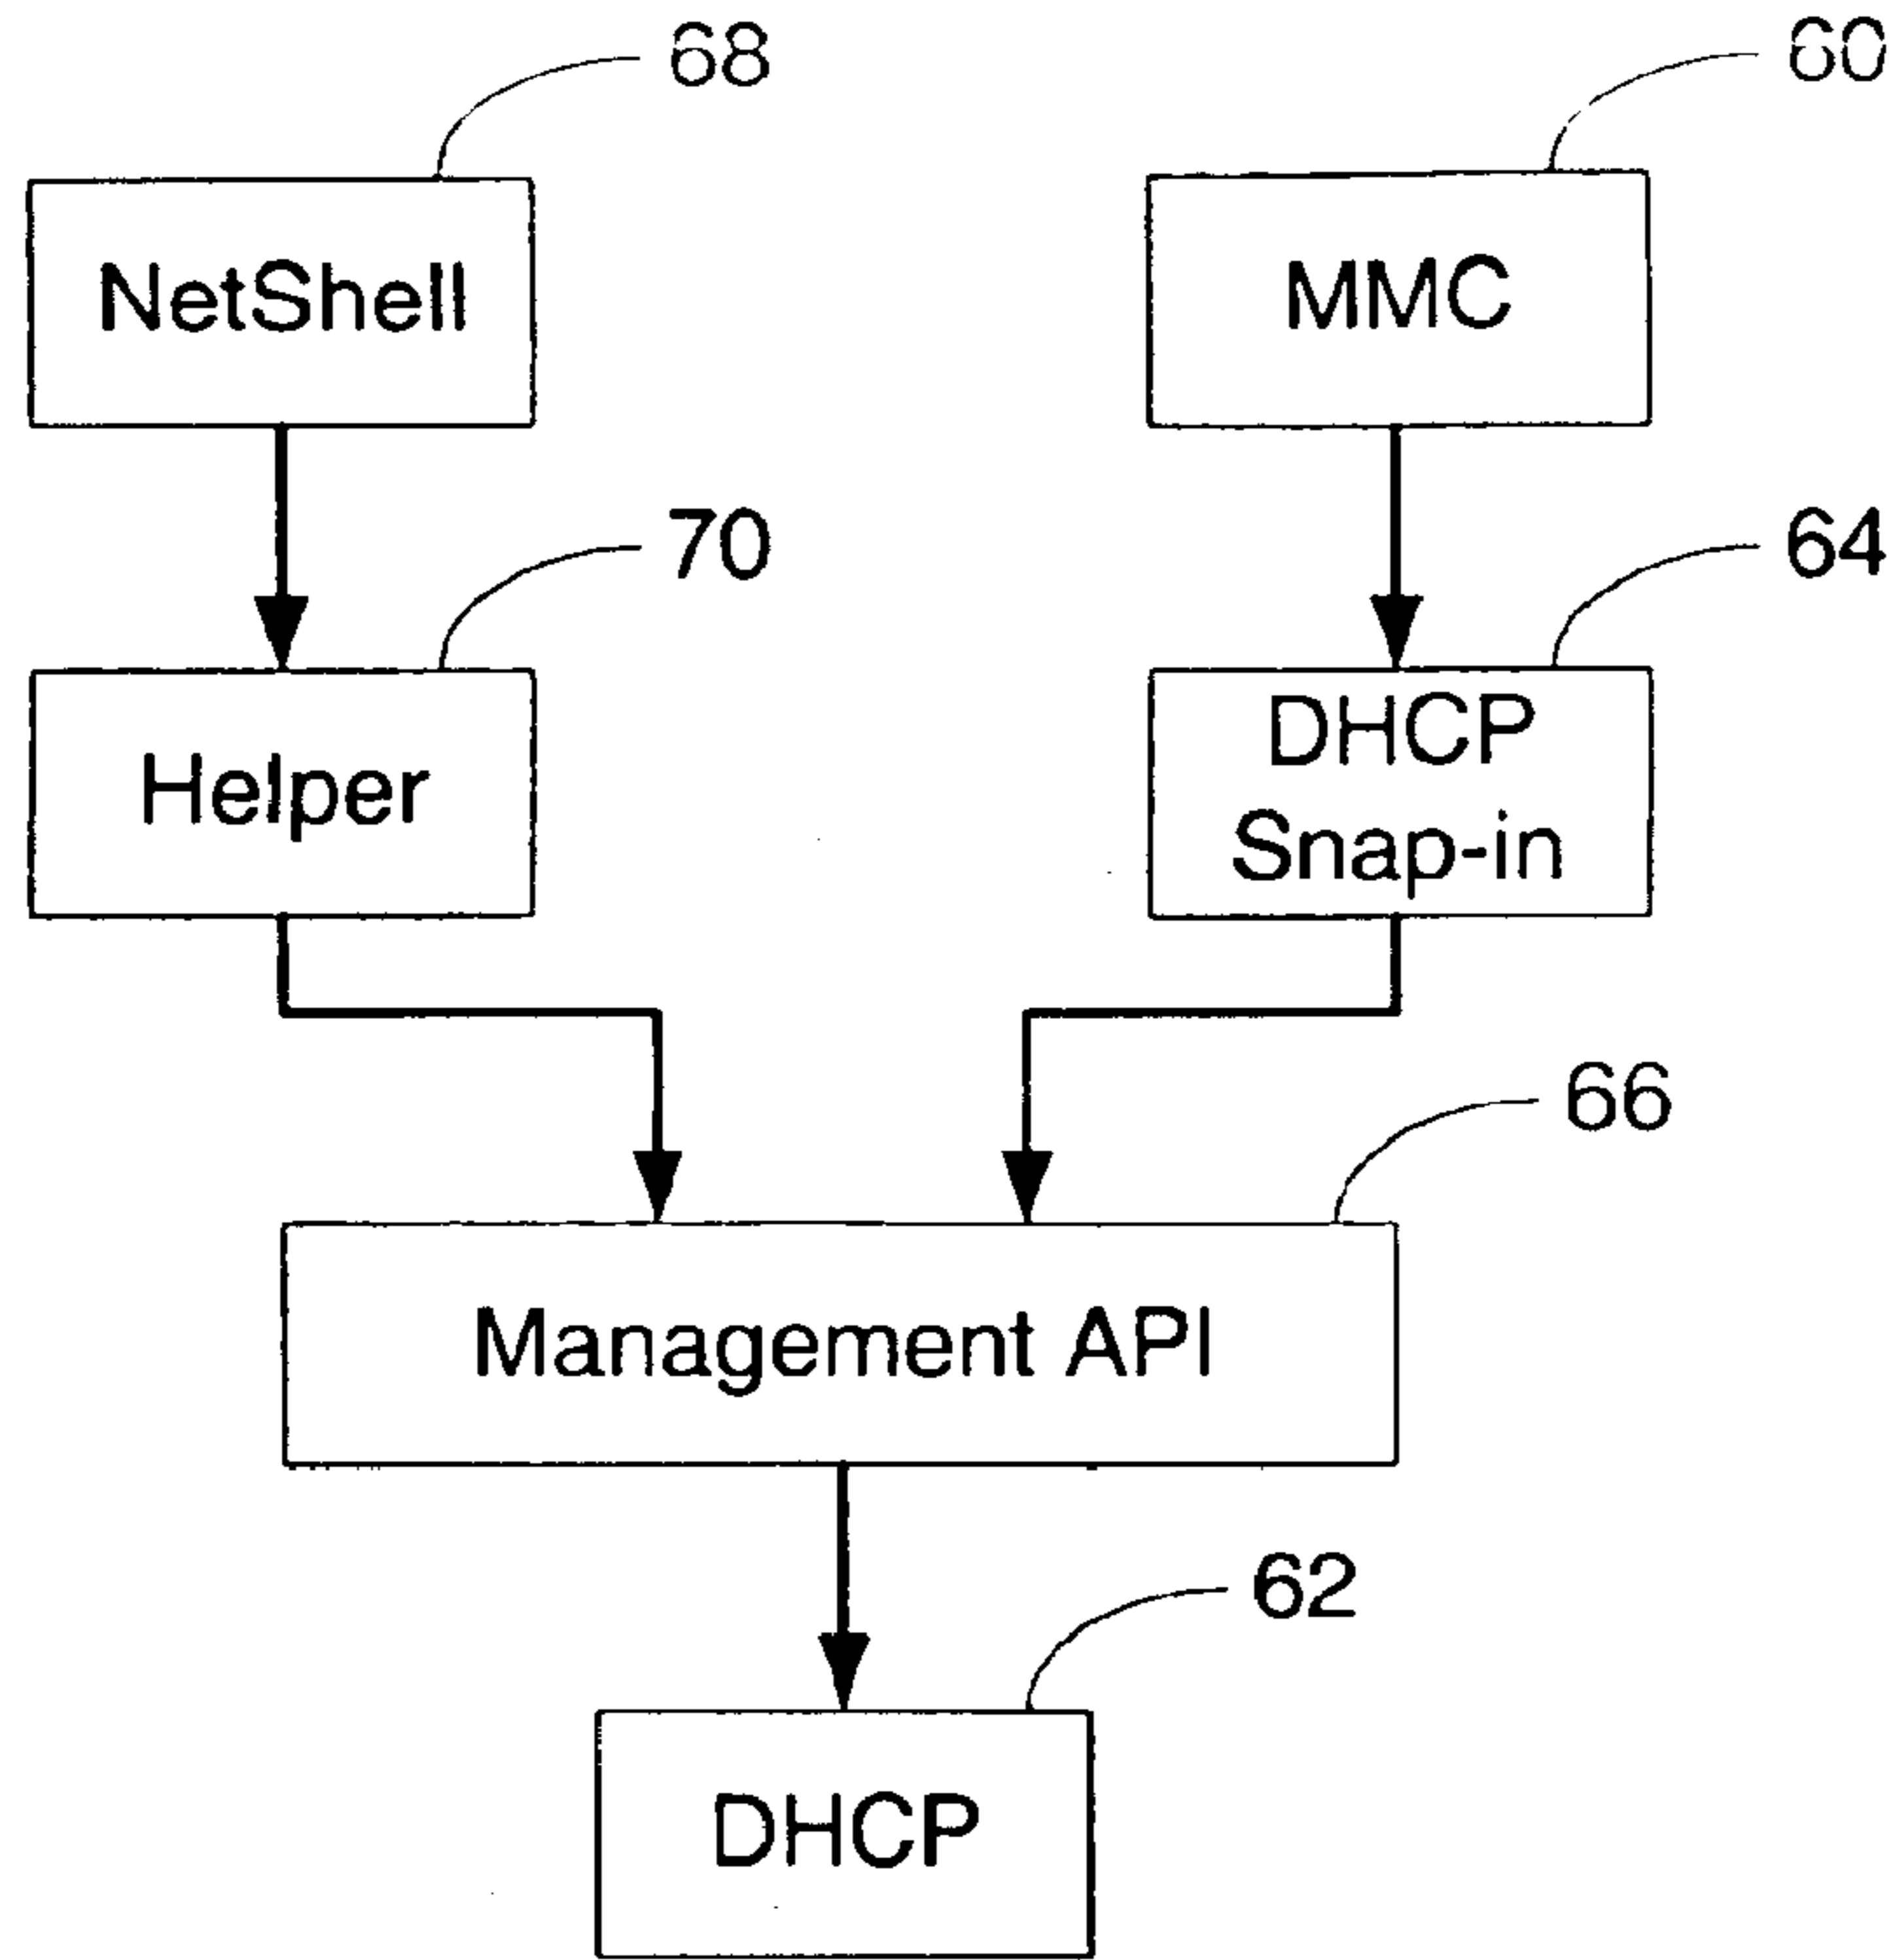 68
60
NetShell
MMC
70
64
Helper
DHCP
Snap-in
66
Management API
62
DHCP